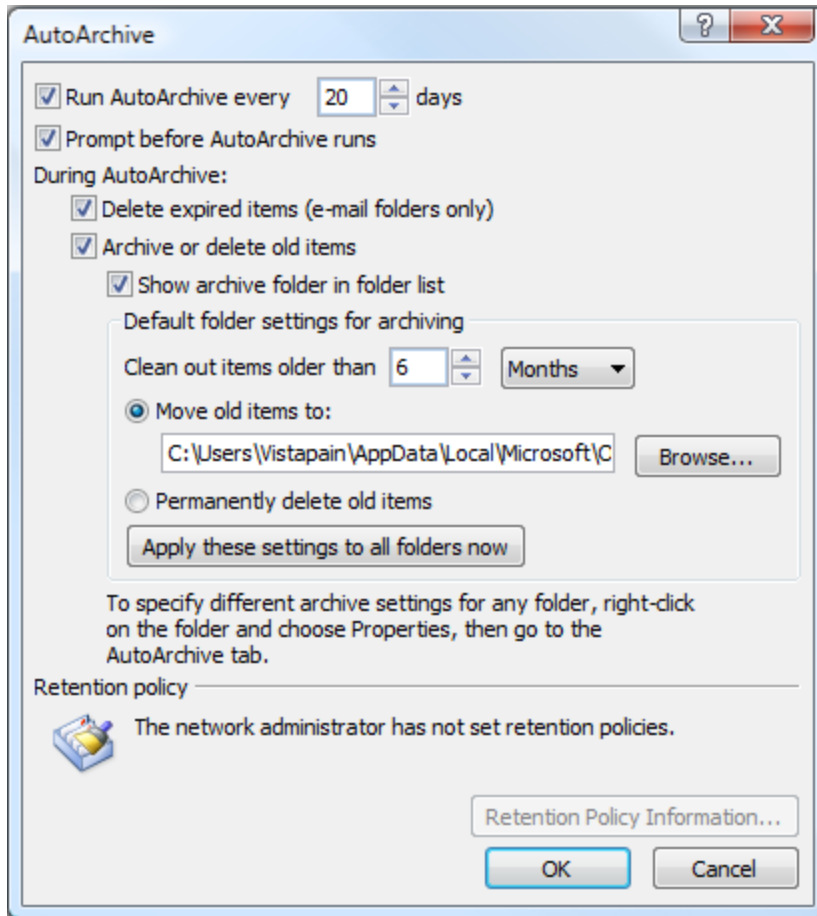 AutoArchive
Run AutoArchive every 20 days
Prompt before AutoArchive runs
During AutoArchive:
Delete expired items (e-mail folders only)
Archive or delete old items
Show archive folder in folder list
Default folder settings for archiving
Clean out items older than 6 Months
Move old items to:
C:\Users\Vistapain\AppData\Local\Microsoft\O Browse...
Permanently delete old items
Apply these settings to all folders now
To specify different archive settings for any folder, right-click
on the folder and choose Properties, then go to the
AutoArchive tab.
Retention policy
The network administrator has not set retention policies.
Retention Policy Information...
OK Cancel